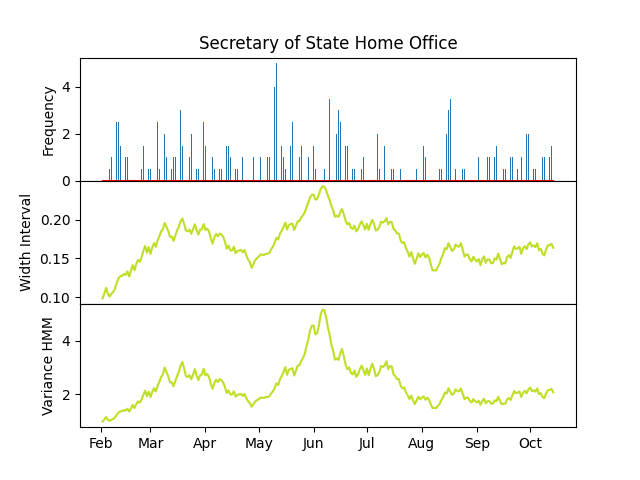 Secretary of State Home Office
Frequency
4
2
0
Width Interval
0.20
0.15
0.10
Variance HMM
4
2
Feb Mar Apr May Jun Jul Aug Sep Oct